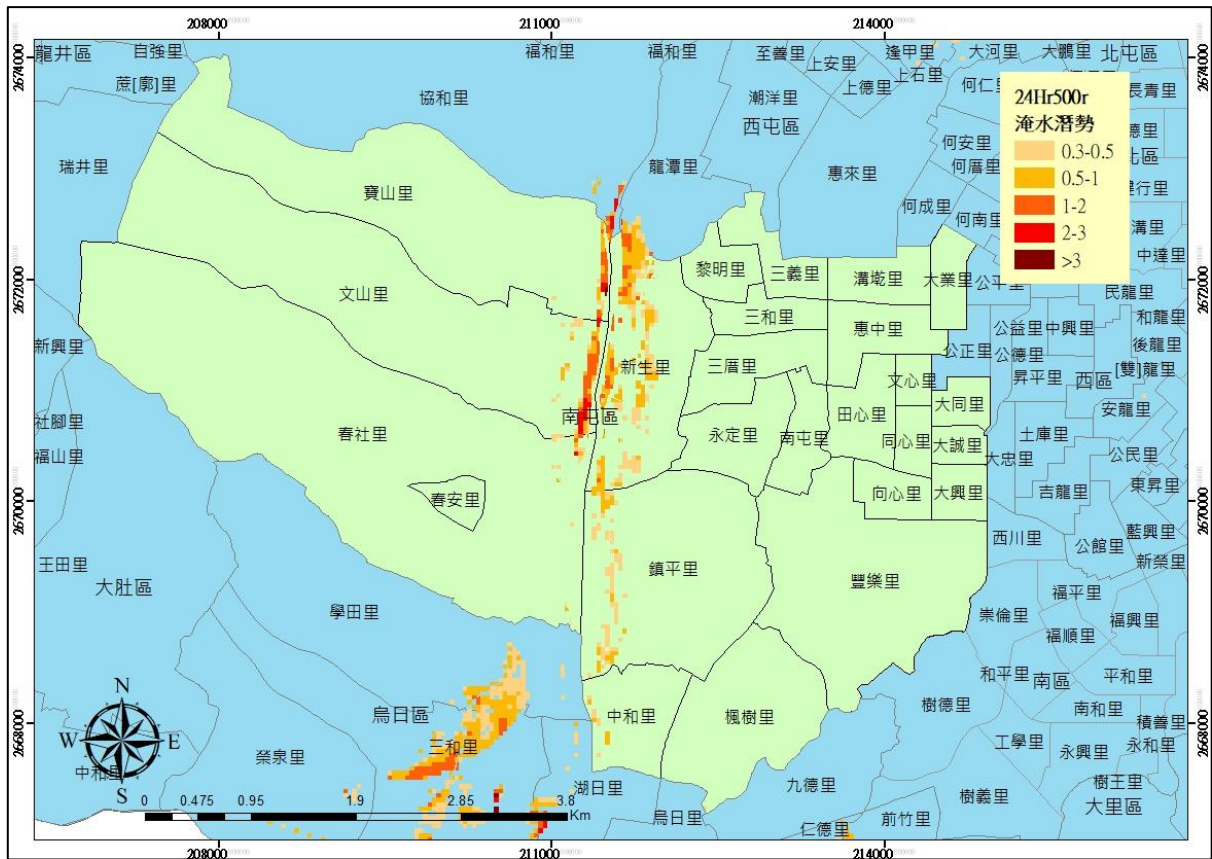 208000 211000 214000
2674000 2674000
龍井區 自強里 福和里 福和里 至善里 逢甲里 大河里 大鵬里 北屯區
蔗[廍]里 協和里 上安里 上石里
潮洋里 上德里 何仁里 長青里
西屯區
瑞井里 龍潭里 惠來里 何安里
何厝里
寶山里 何成里 何南里
24Hr500r
淹水潛勢
0.3-0.5
0.5-1
1-2
2-3
>3
中達里
2672000 2672000
黎明里 三義里 溝墘里 大業里 公平里 民龍里
文山里
三和里 惠中里 公益里 中興里 和龍里
新興里 新生里 三厝里 公正里 公德里 後龍里
文心里 昇平里 西區 [雙]龍里
南屯區 田心里 大同里 安龍里
社腳里 春社里 永定里 南屯里 同心里 大誠里 土庫里
福山里 大忠里 公民里
2670000 春安里 向心里 大興里 吉龍里 東昇里 2670000
西川里 公館里 藍興里
王田里 新榮里
大肚區 鎮平里 豐樂里
福平里
學田里 崇倫里 福順里 福興里
和平里 南區 平和里
烏日區 中和里 楓樹里 樹德里 南和里 積善里
2668000 2668000
三和里 工學里 永興里 永和里
N
W E
S
中和里 榮泉里 湖日里 九德里 樹義里 樹王里
大里區
0 0.475 0.95 1.9 2.85 3.8
Km
烏日里 仁德里 前竹里
208000 211000 214000